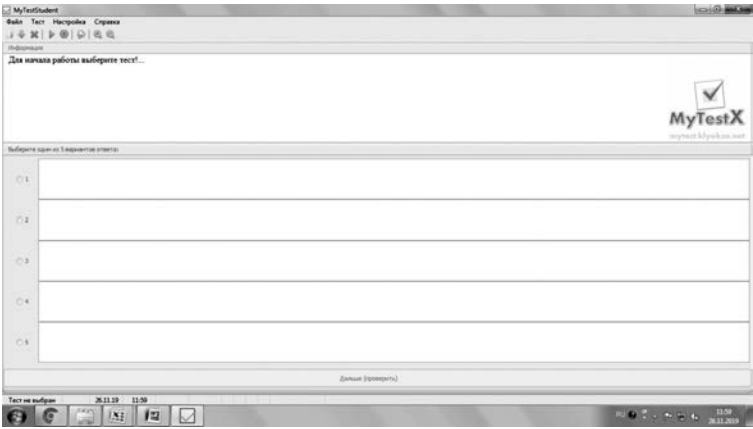 MyTestStudent
Файл Тест Настройка Справка
Информация
Для начала работы выберите тест!...
MyTestX
mytest.klyaksa.net
Выберите один из 5 вариантов ответа:
1
2
3
4
5
Дальше (проверить)
Тест не выбран 26.11.19 11:59
RU 11:59
26.11.2019